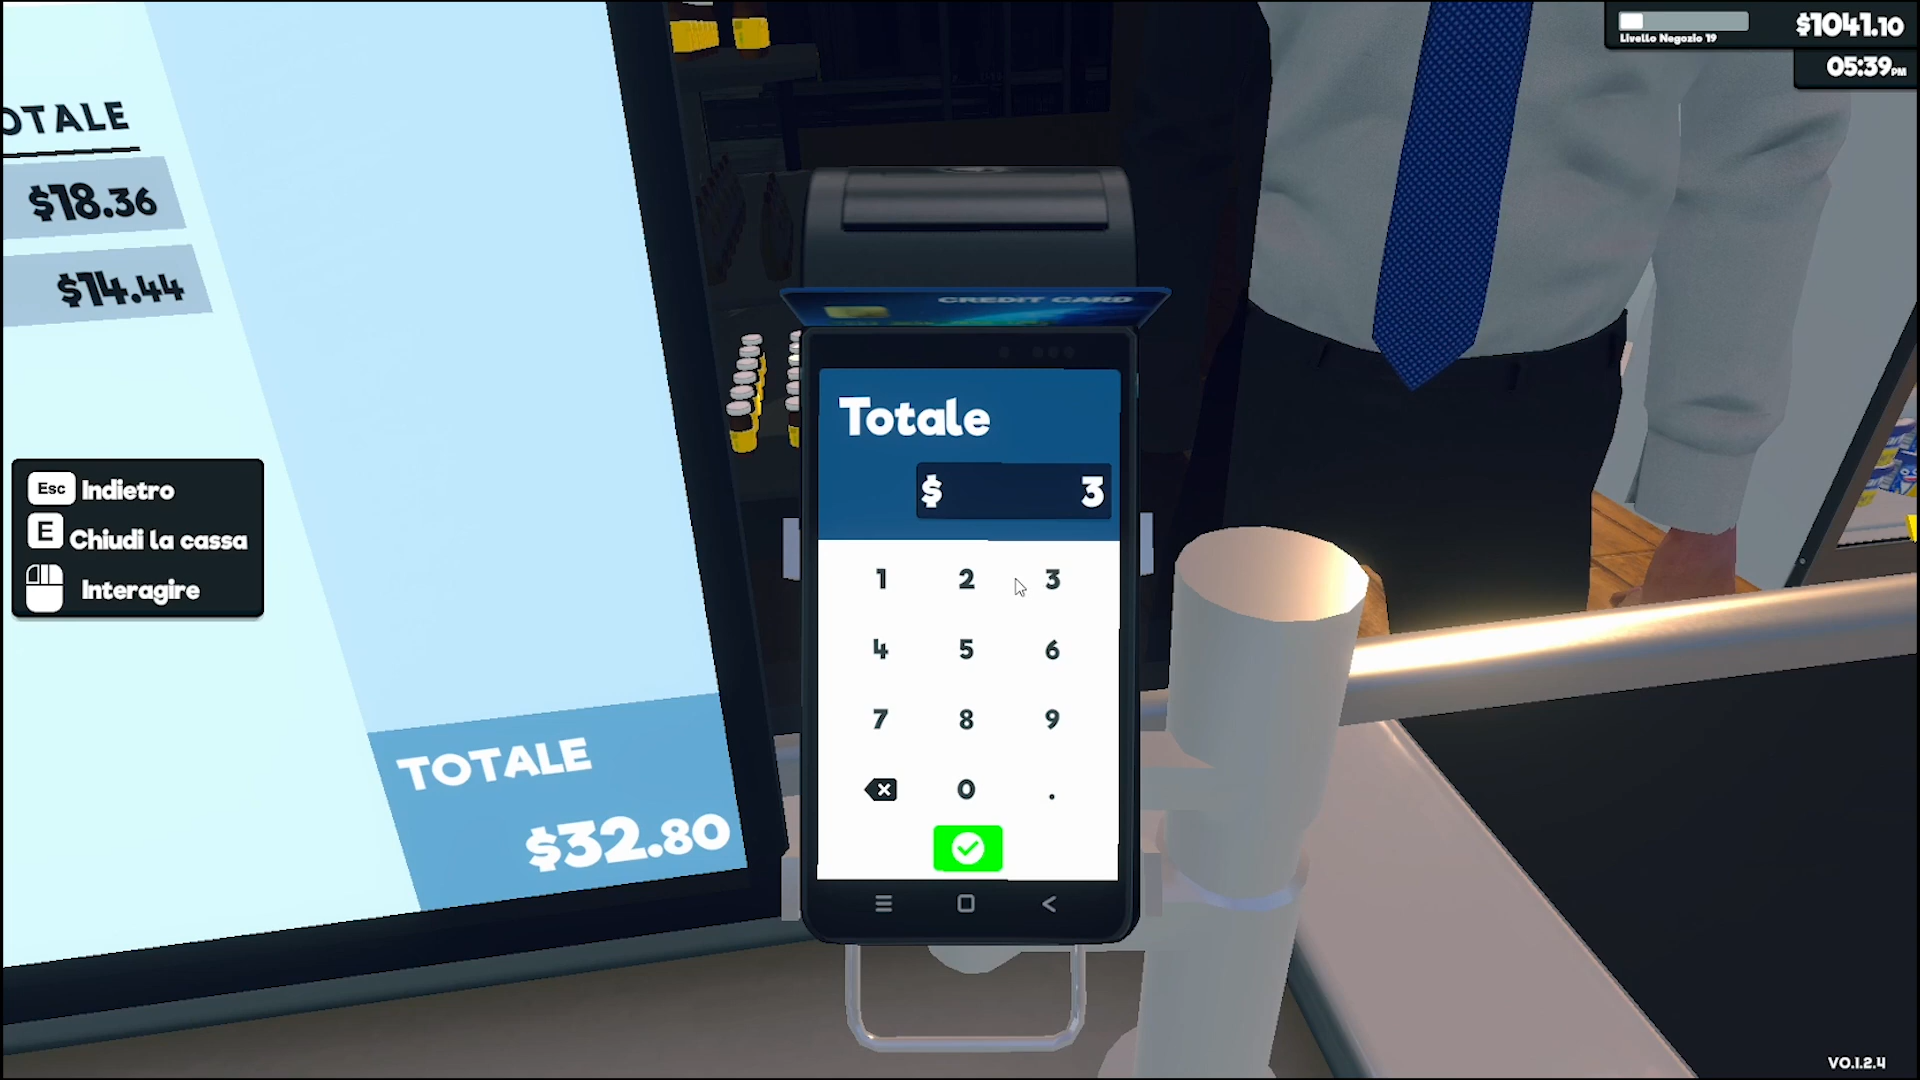 $1041.10
Livello Negozio 19
05:39PM
OTALE
$18.36
$14.44
CREDIT CARD
Totale
$ 3
Esc Indietro
E Chiudi la cassa
Interagire
1 2 3
4 5 6
7 8 9
0 .
TOTALE
$32.80
V0.1.2.4